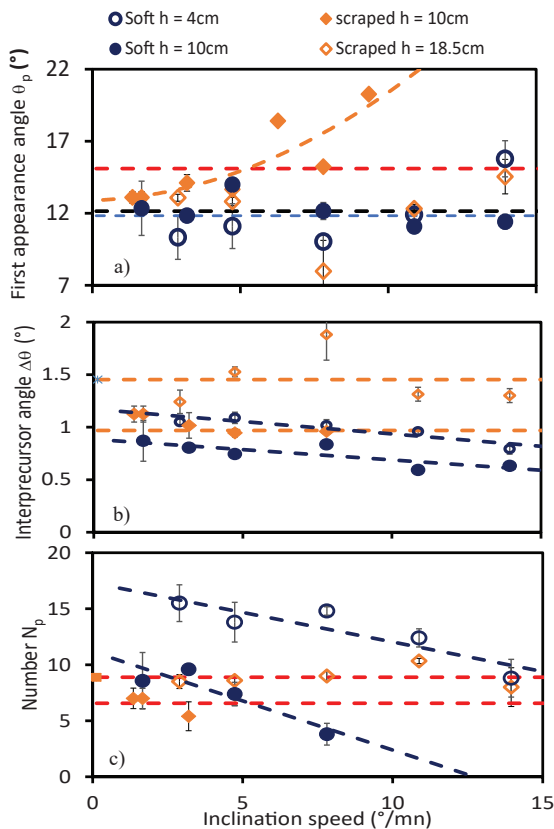 Soft h = 4cm
scraped h = 10cm
Soft h = 10cm
Scraped h = 18.5cm
First appearance angle θp (°)
22
17
12
7
a)
Interprecursor angle Δθ (°)
2
1.5
1
0.5
0
b)
Number Np
20
15
10
5
0
c)
0
5
10
15
Inclination speed (°/mn)